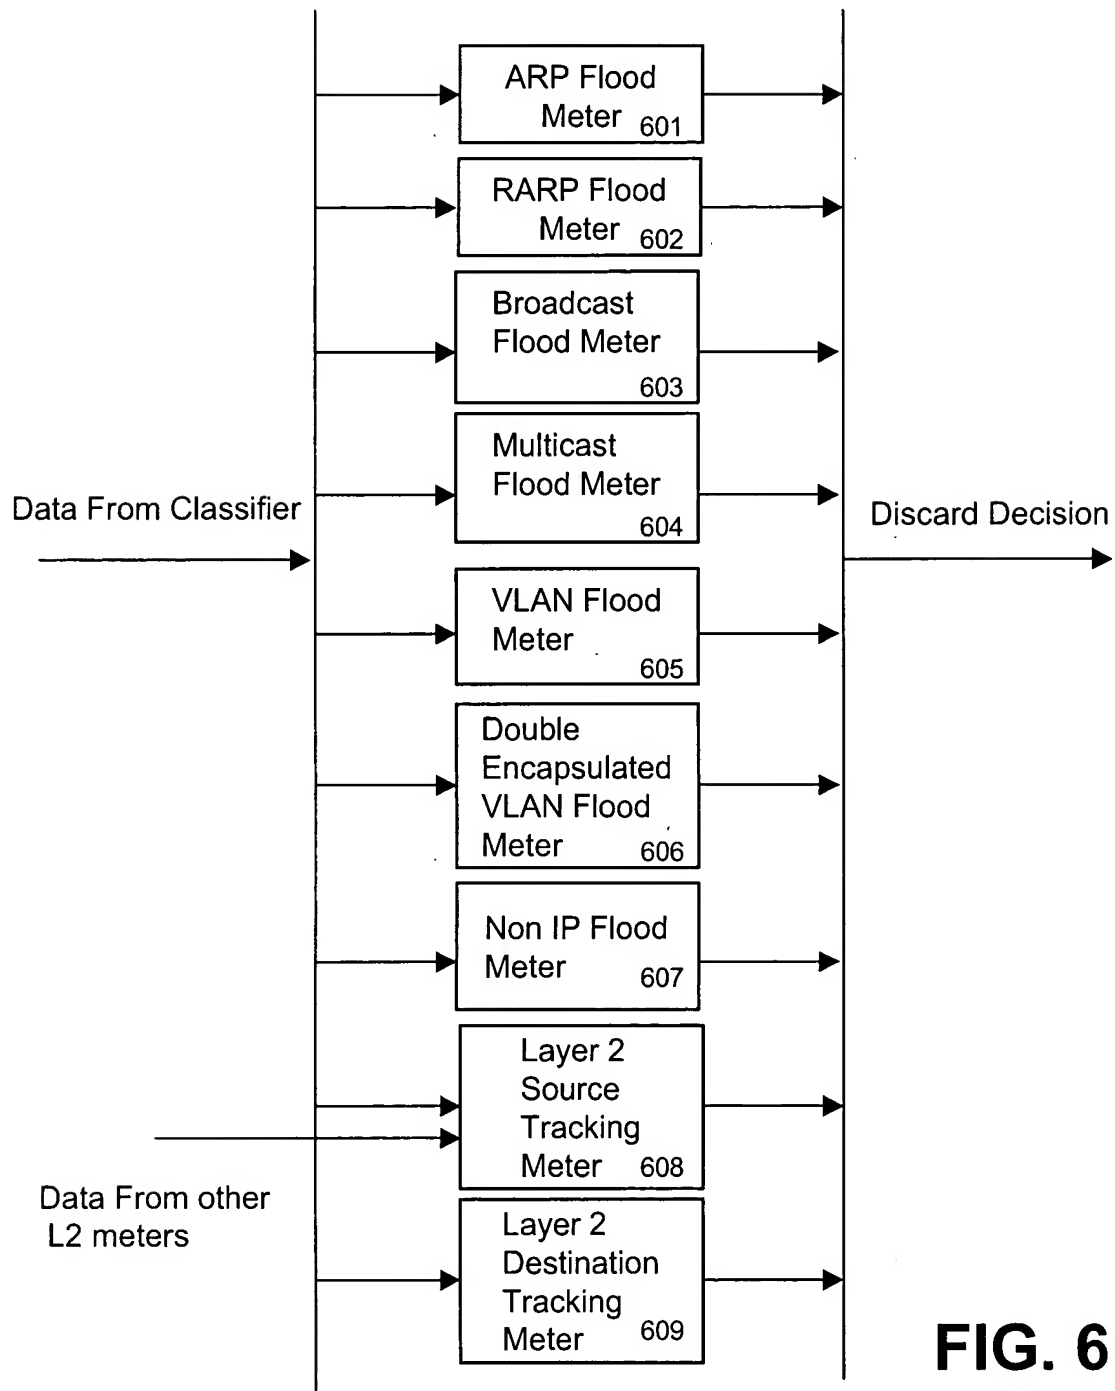 ARP Flood
Meter 601
RARP Flood
Meter 602
Broadcast
Flood Meter
603
Multicast
Flood Meter
604
Data From Classifier
Discard Decision
VLAN Flood
Meter
605
Double
Encapsulated
VLAN Flood
Meter 606
Non IP Flood
Meter 607
Layer 2
Source
Tracking
Meter 608
Data From other
L2 meters
Layer 2
Destination
Tracking
Meter 609
FIG. 6